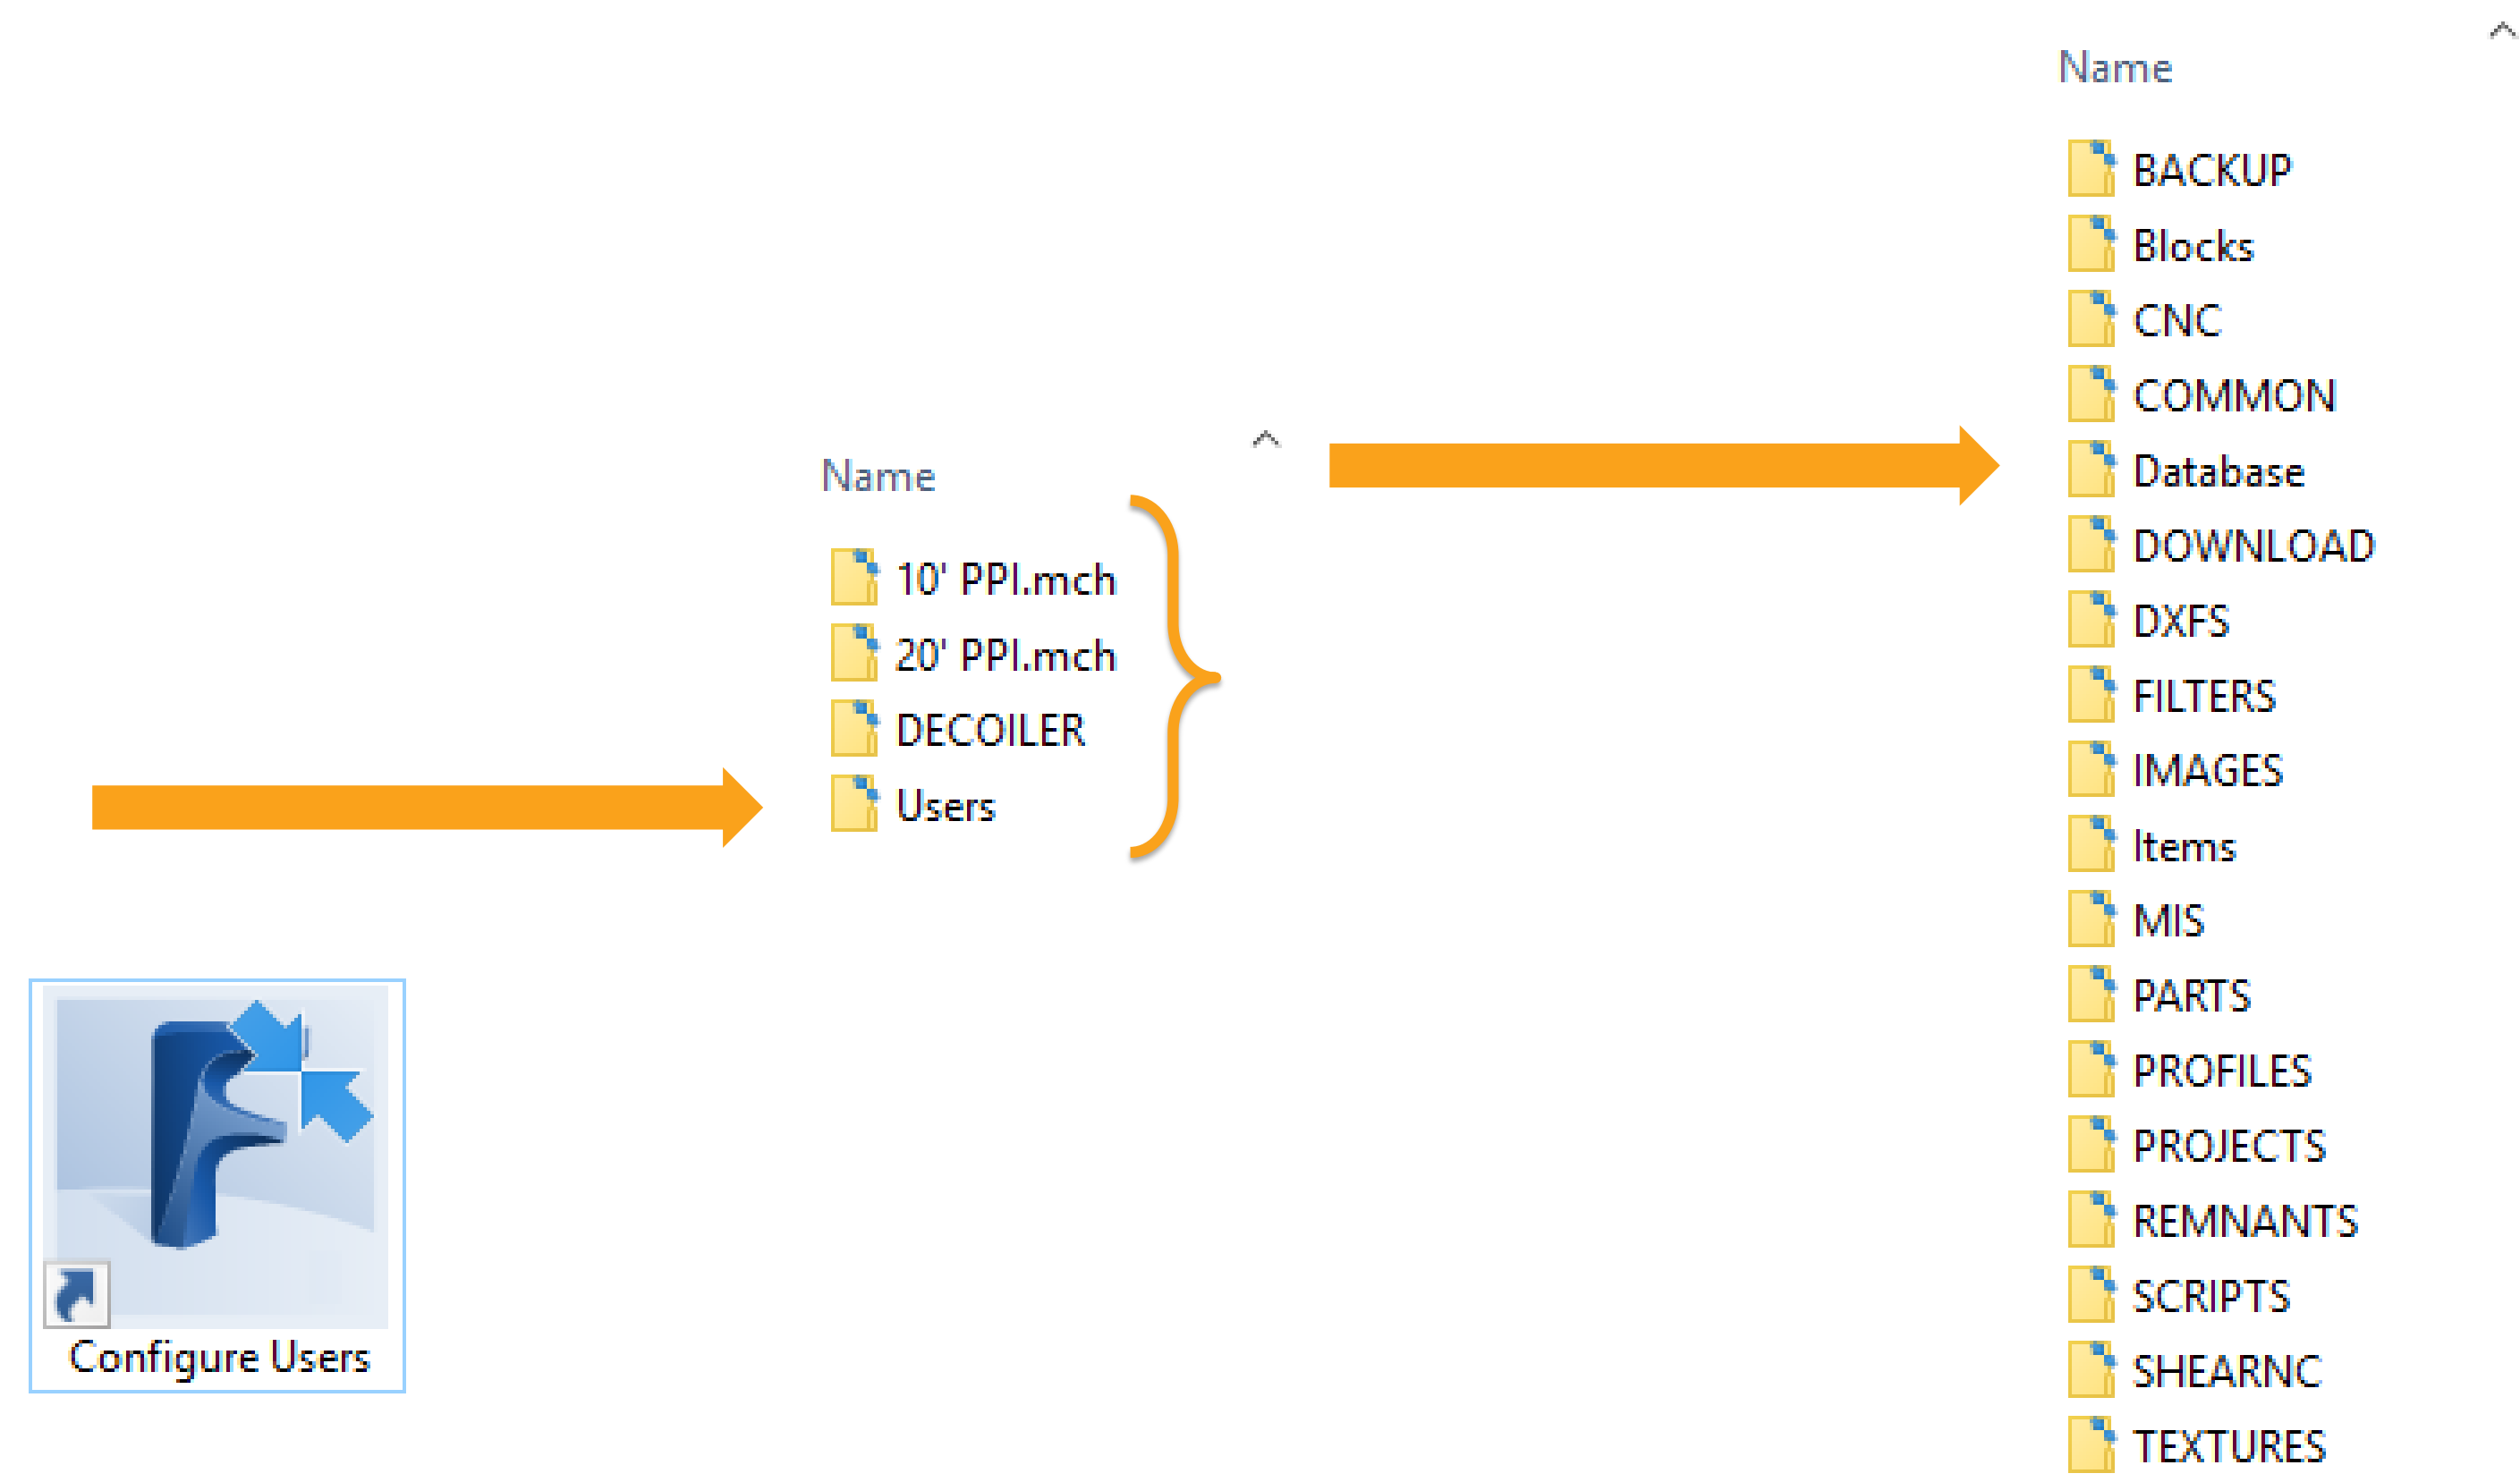 Name
10' PPI.mch
20' PPI.mch
DECOILER
Users
Configure Users
Name
BACKUP
Blocks
CNC
COMMON
Database
DOWNLOAD
DXFS
FILTERS
IMAGES
Items
MIS
PARTS
PROFILES
PROJECTS
REMNANTS
SCRIPTS
SHEARNC
TEXTURES